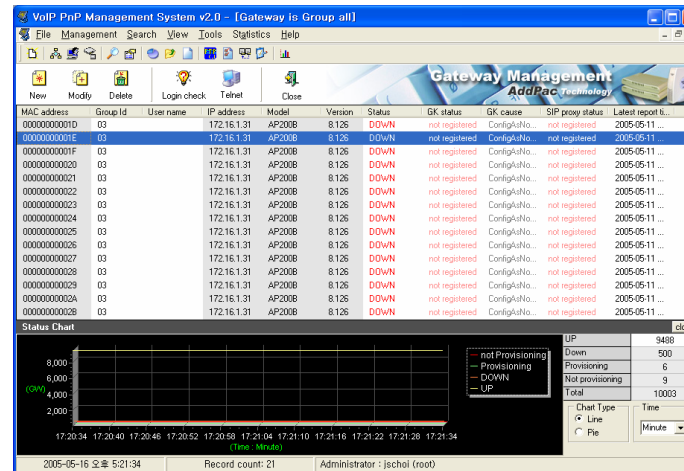 VoIP PnP Management System v2.0 - [Gateway is Group all]
File Management Search View Tools Statistics Help
New Modify Delete Login check Telnet Close
Gateway Management
AddPac Technology
MAC address Group Id User name IP address Model Version Status GK status GK cause SIP proxy status Latest report ti...
00000000001D 03 172.16.1.31 AP200B 8.126 DOWN not registered ConfigAsNo... not registered 2005-05-11 ...
00000000001E 03 172.16.1.31 AP200B 8.126 DOWN not registered ConfigAsNo... not registered 2005-05-11 ...
00000000001F 03 172.16.1.31 AP200B 8.126 DOWN not registered ConfigAsNo... not registered 2005-05-11 ...
000000000020 03 172.16.1.31 AP200B 8.126 DOWN not registered ConfigAsNo... not registered 2005-05-11 ...
000000000021 03 172.16.1.31 AP200B 8.126 DOWN not registered ConfigAsNo... not registered 2005-05-11 ...
000000000022 03 172.16.1.31 AP200B 8.126 DOWN not registered ConfigAsNo... not registered 2005-05-11 ...
000000000023 03 172.16.1.31 AP200B 8.126 DOWN not registered ConfigAsNo... not registered 2005-05-11 ...
000000000024 03 172.16.1.31 AP200B 8.126 DOWN not registered ConfigAsNo... not registered 2005-05-11 ...
000000000025 03 172.16.1.31 AP200B 8.126 DOWN not registered ConfigAsNo... not registered 2005-05-11 ...
000000000026 03 172.16.1.31 AP200B 8.126 DOWN not registered ConfigAsNo... not registered 2005-05-11 ...
000000000027 03 172.16.1.31 AP200B 8.126 DOWN not registered ConfigAsNo... not registered 2005-05-11 ...
000000000028 03 172.16.1.31 AP200B 8.126 DOWN not registered ConfigAsNo... not registered 2005-05-11 ...
000000000029 03 172.16.1.31 AP200B 8.126 DOWN not registered ConfigAsNo... not registered 2005-05-11 ...
00000000002A 03 172.16.1.31 AP200B 8.126 DOWN not registered ConfigAsNo... not registered 2005-05-11 ...
00000000002B 03 172.16.1.31 AP200B 8.126 DOWN not registered ConfigAsNo... not registered 2005-05-11 ...
Status Chart clo
8,000
6,000
(GW)
4,000
2,000
17:20:34 17:20:40 17:20:46 17:20:52 17:20:58 17:21:04 17:21:10 17:21:16 17:21:22 17:21:28 17:21:34
(Time : Minute)
not Provisioning
Provisioning
DOWN
UP
UP 9488
Down 500
Provisioning 6
Not provisioning 9
Total 10003
Chart Type Time
Line
Pie
Minute
2005-05-16 오후 5:21:34 Record count: 21 Administrator : jschoi (root)